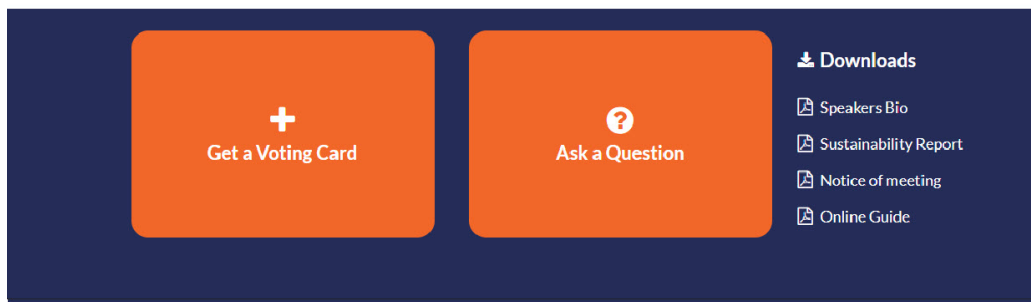 Get a Voting Card
Ask a Question
Downloads
Speakers Bio
Sustainability Report
Notice of meeting
Online Guide